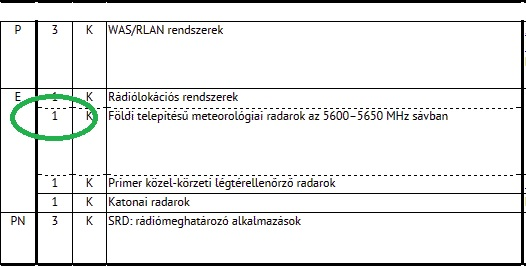 P 3 K WAS/RLAN rendszerek
E 1 K Rádiólokációs rendszerek
1 K Földi telepítésű meteorológiai radarok az 5600–5650 MHz sávban
1 K Primer közel-körzeti légtérellenőrző radarok
1 K Katonai radarok
PN 3 K SRD: rádiómeghatározó alkalmazások